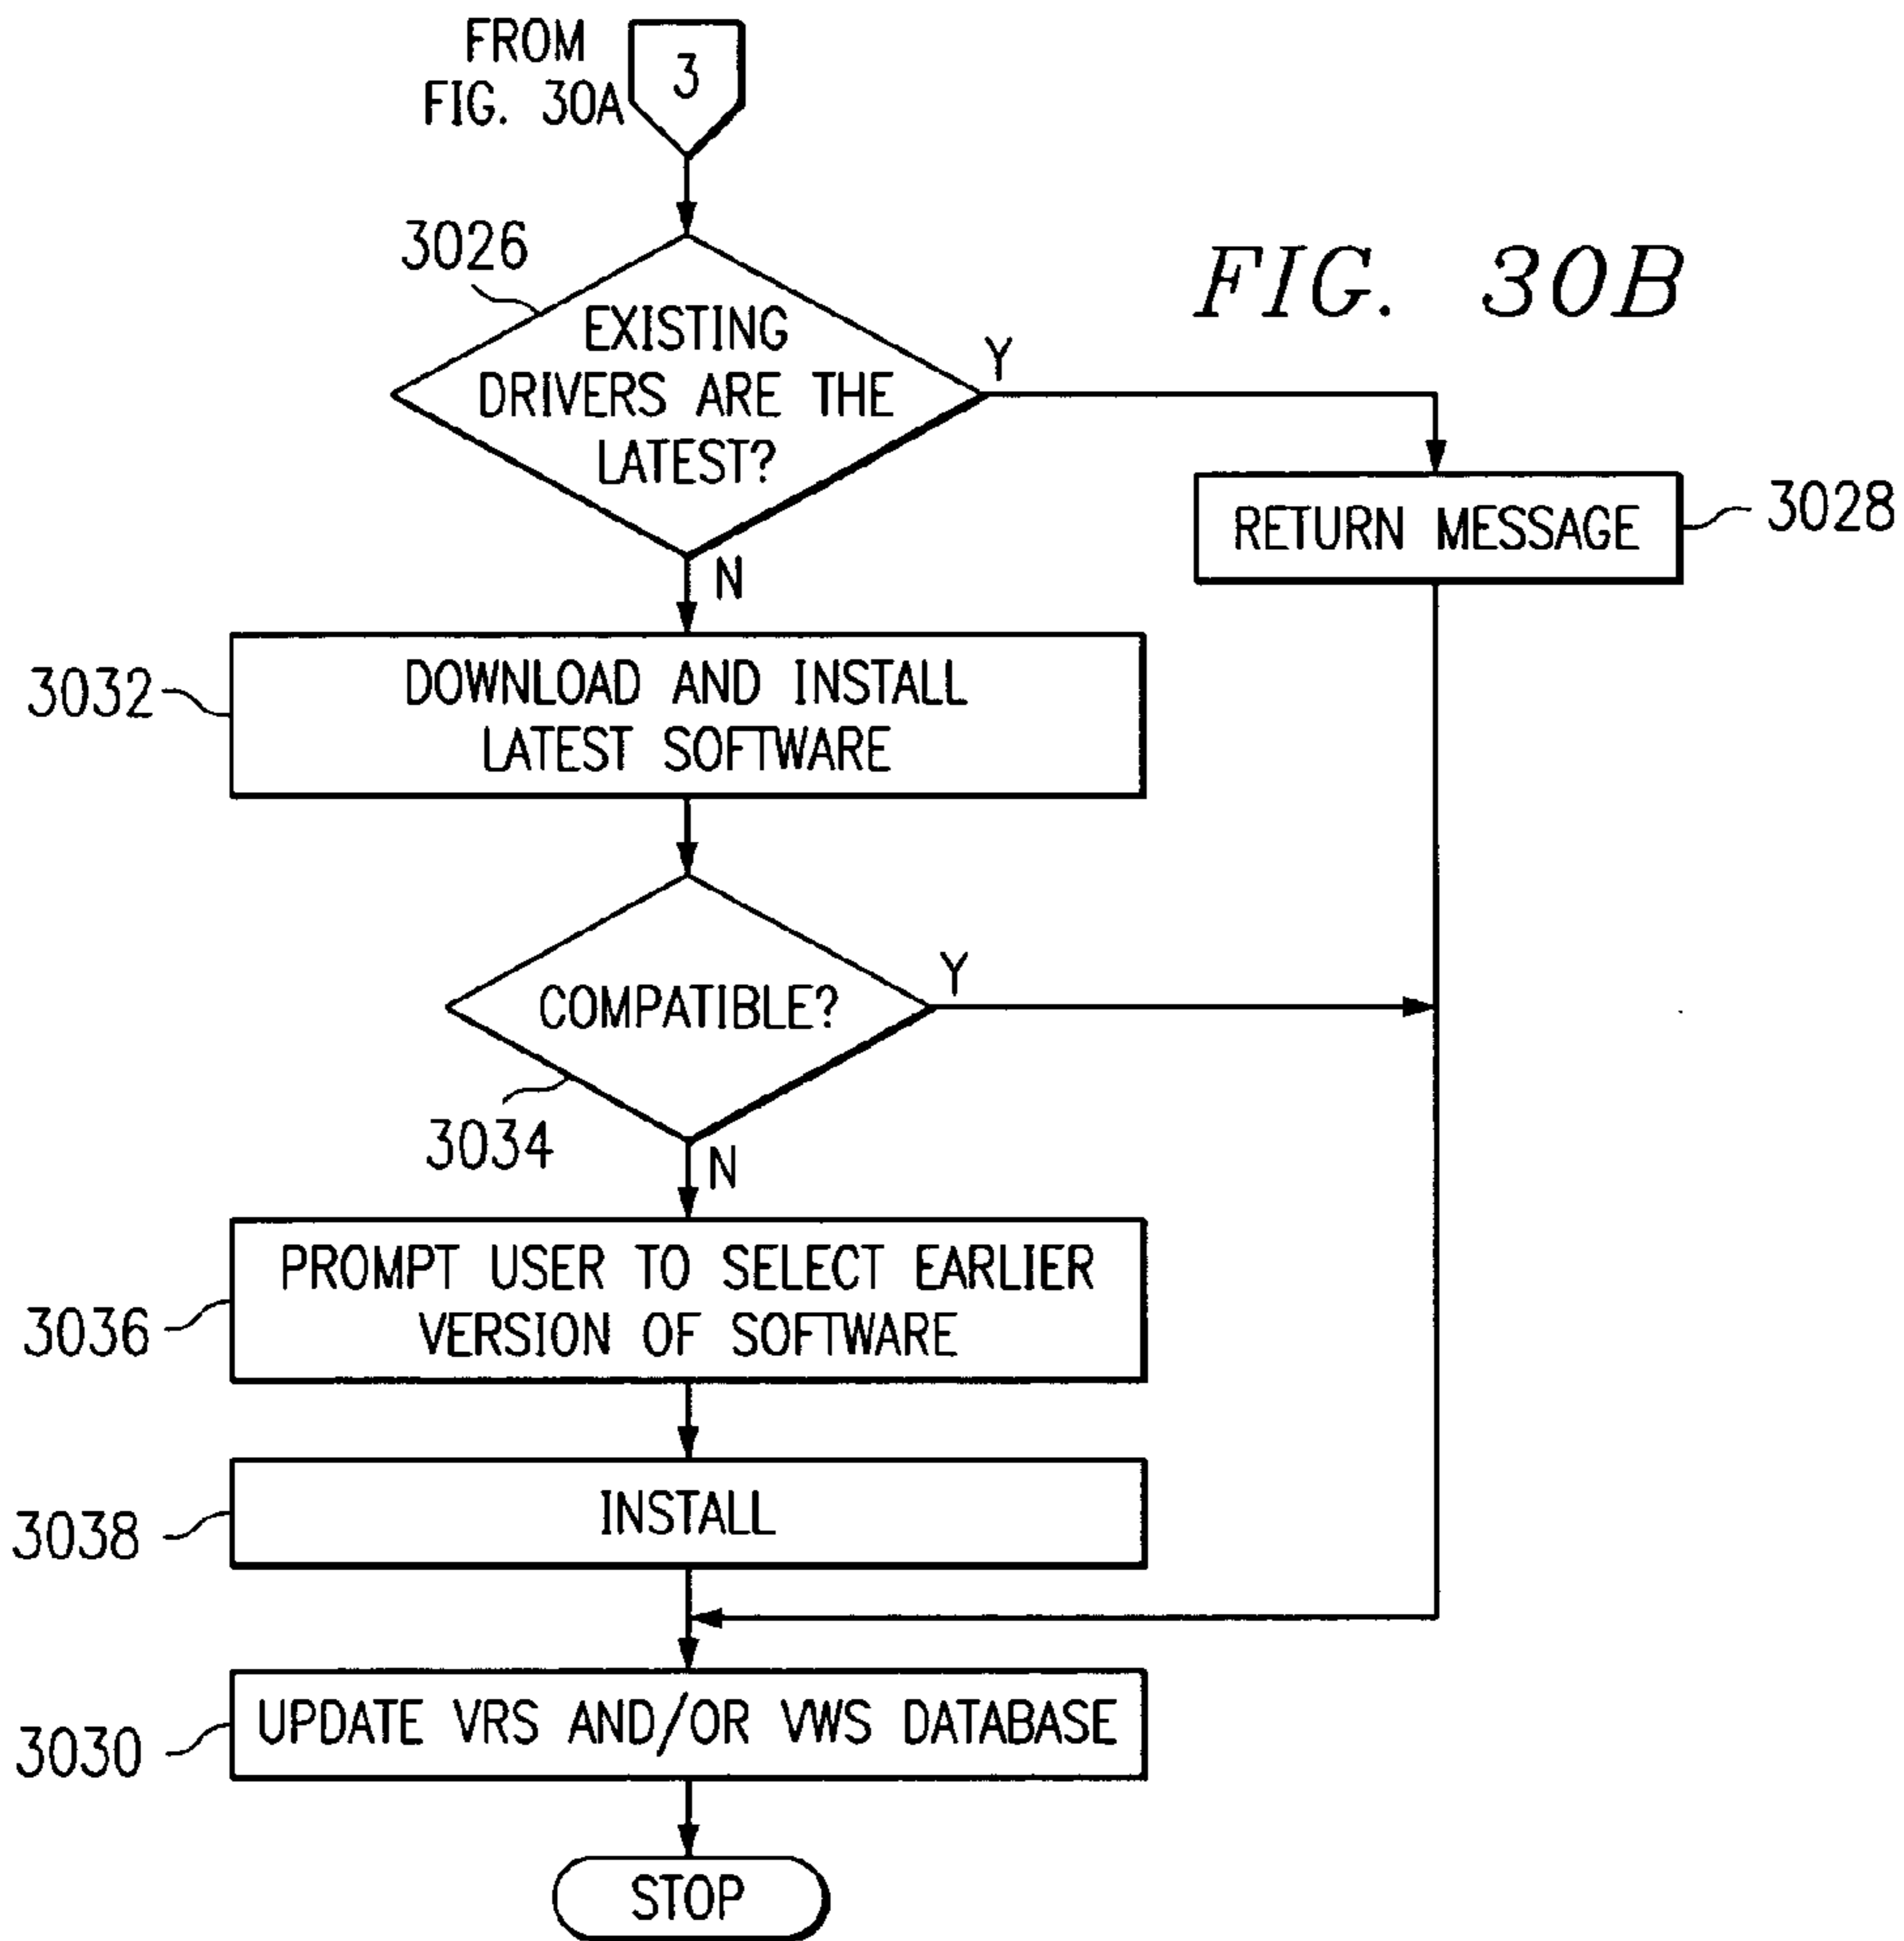 FROM
FIG. 30A
3
3026
FIG. 30B
EXISTING
DRIVERS ARE THE
LATEST?
Y
N
RETURN MESSAGE
3028
3032
DOWNLOAD AND INSTALL
LATEST SOFTWARE
COMPATIBLE?
Y
3034
N
3036
PROMPT USER TO SELECT EARLIER
VERSION OF SOFTWARE
3038
INSTALL
3030
UPDATE VRS AND/OR VWS DATABASE
STOP